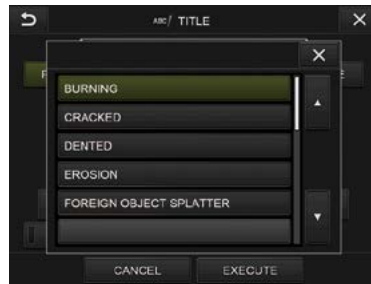 ABC/ TITLE
BURNING
CRACKED
DENTED
EROSION
FOREIGN OBJECT SPLATTER
CANCEL
EXECUTE